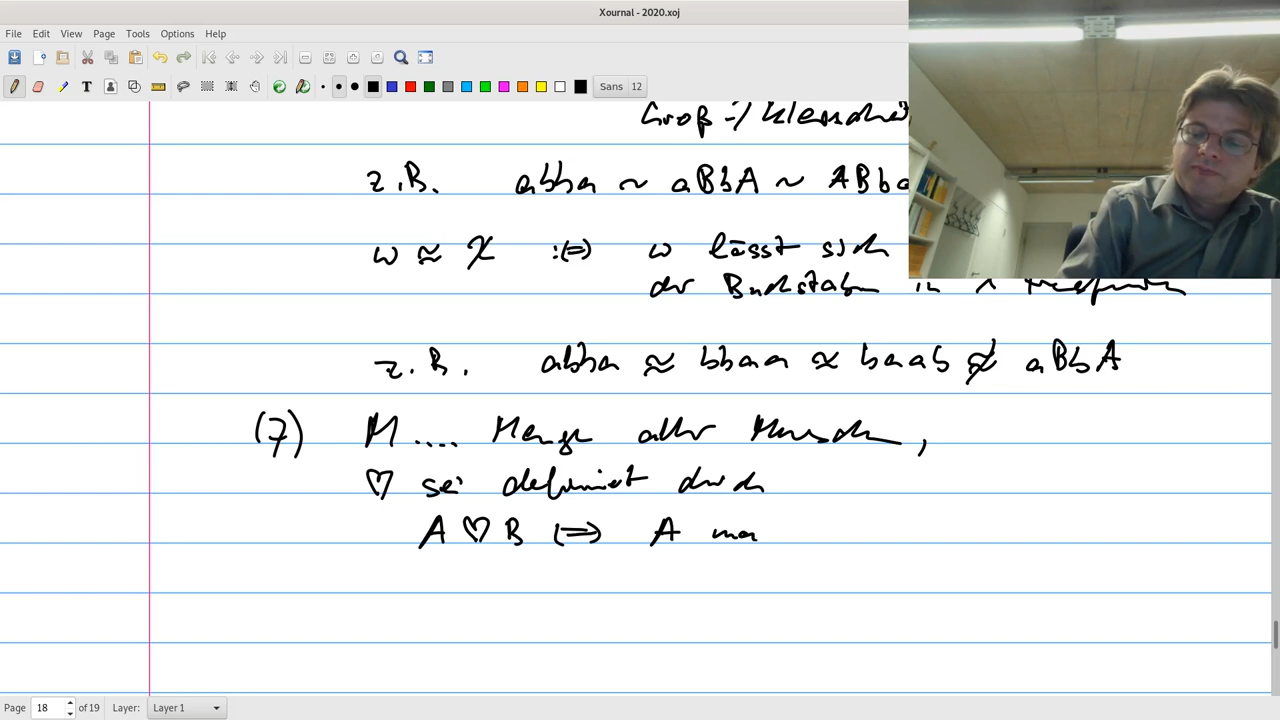 Xournal - 2020.xoj
File Edit View Page Tools Options Help
Sans 12
Groß-/Kleinschrei
z.B. abba ~ aBbA ~ ABba
w ≈ x :⇔ w lässt sich
der Buchstaben in x
z.B. abba ≈ bbaa ≈ baab ≉ aBbA
(7) M .... Menge aller Menschen,
♡ sei definiert durch
A ♡ B ⇔ A ma
Page 18 of 19 Layer: Layer 1